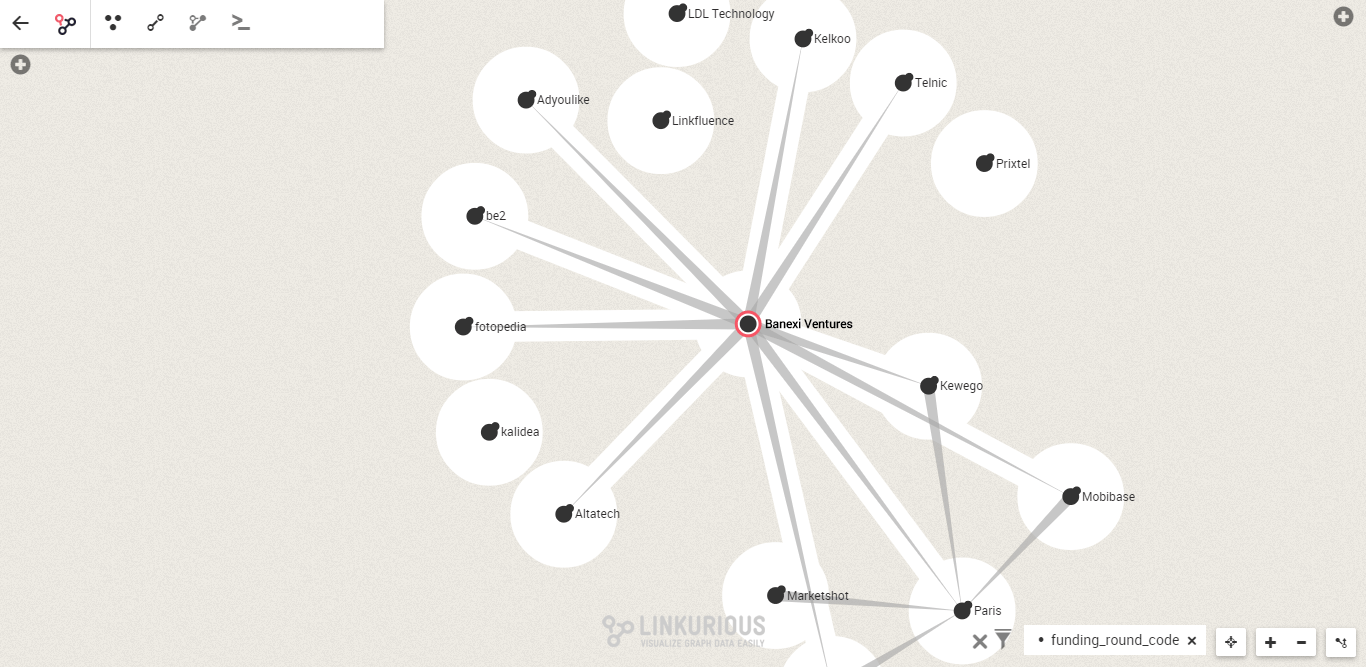 LDL Technology
Kelkoo
Telnic
Adyoulike
Linkfluence
Prixtel
be2
fotopedia
Banexi Ventures
Kewego
kalidea
Mobibase
Altatech
Marketshot
Paris
LINKURIOUS
VISUALIZE GRAPH DATA EASILY
• funding_round_code ×